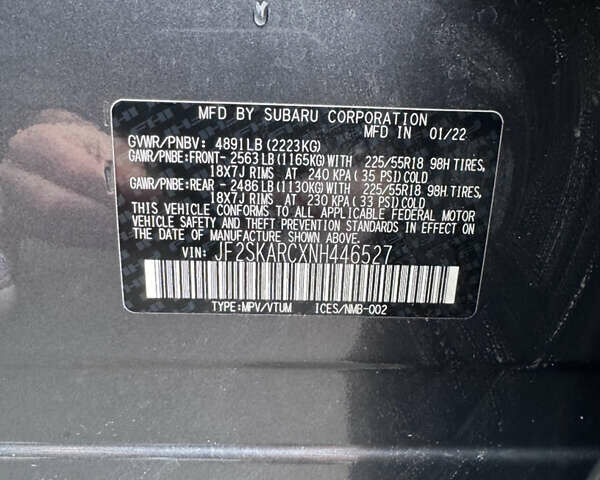 MFD BY SUBARU CORPORATION
MFD IN 01/22
GVWR/PNBV: 4891LB(2223KG)
GAWR/PNBE:FRONT- 2563LB(1165KG)WITH 225/55R18 98H TIRES,
18X7J RIMS AT 240 KPA(35 PSI)COLD
GAWR/PNBE:REAR - 2486LB(1130KG)WITH 225/55R18 98H TIRES,
18X7J RIMS AT 230 KPA(33 PSI)COLD
THIS VEHICLE CONFORMS TO ALL APPLICABLE FEDERAL MOTOR
VEHICLE SAFETY AND THEFT PREVENTION STANDARDS IN EFFECT ON
THE DATE OF MANUFACTURE SHOWN ABOVE.
VIN: JF2SKARCXNH446527
TYPE:MPV/VTUM ICES/NMB-002